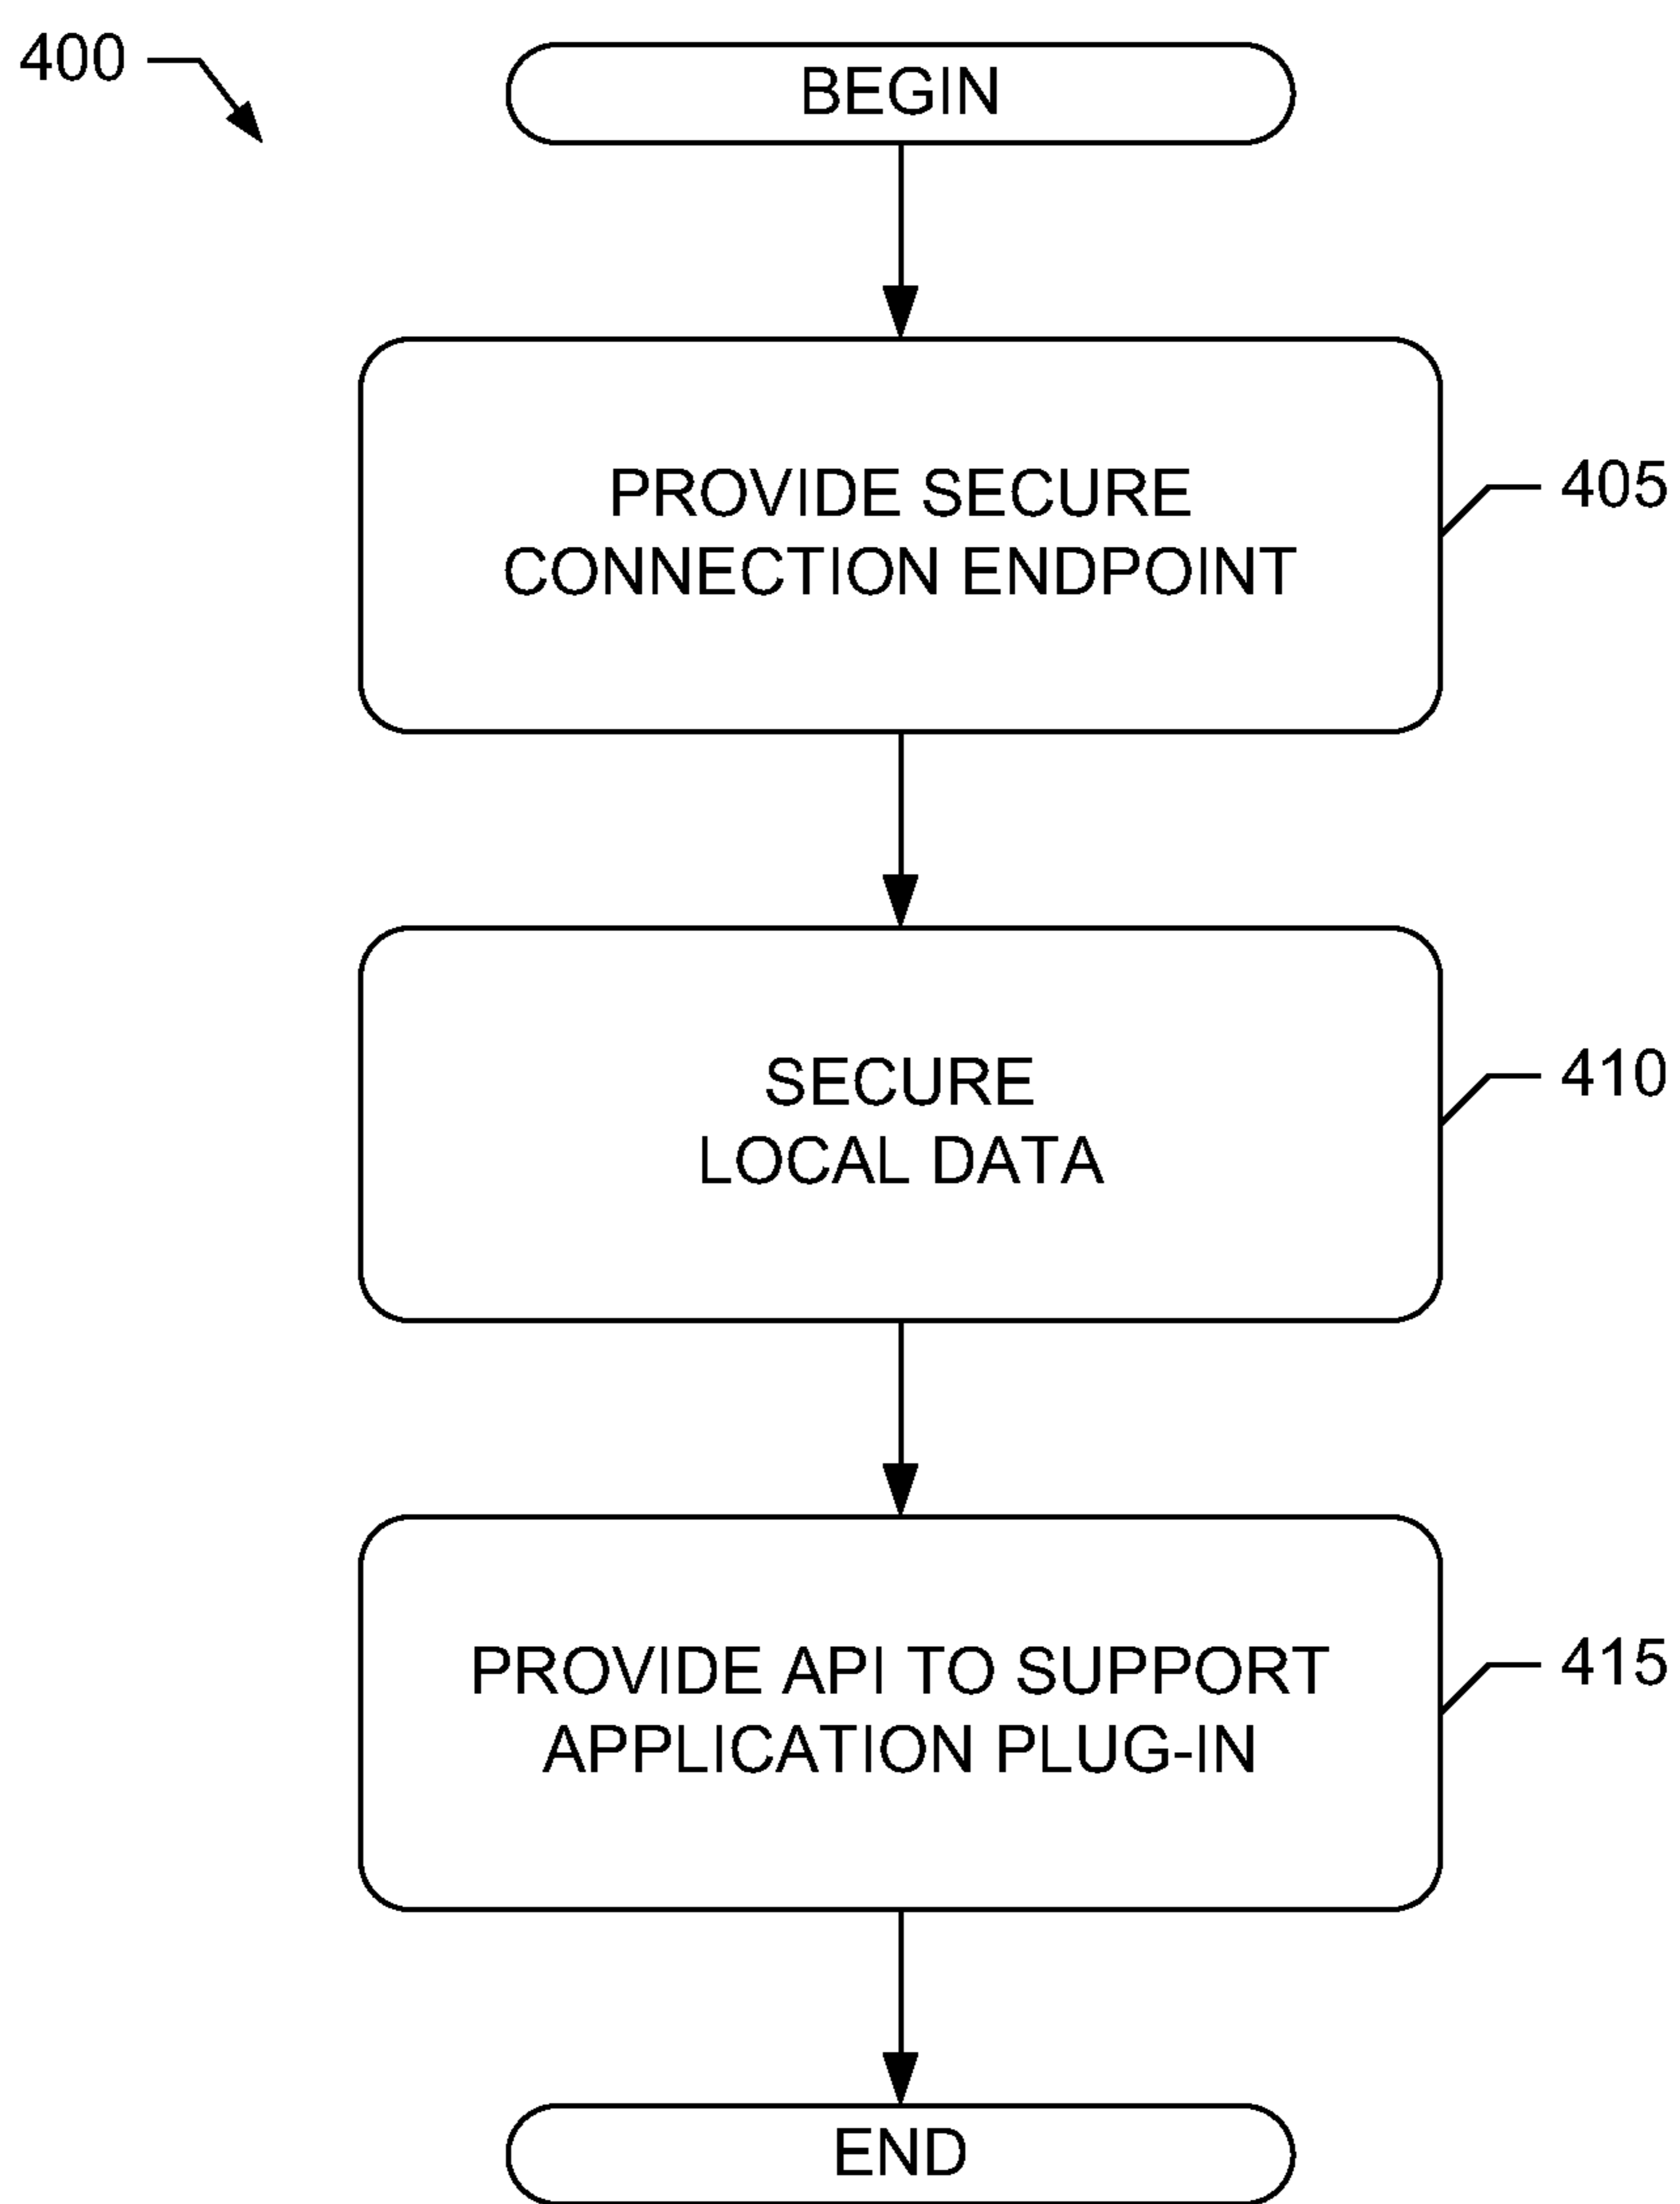 400
BEGIN
PROVIDE SECURE
CONNECTION ENDPOINT
405
SECURE
LOCAL DATA
410
PROVIDE API TO SUPPORT
APPLICATION PLUG-IN
415
END